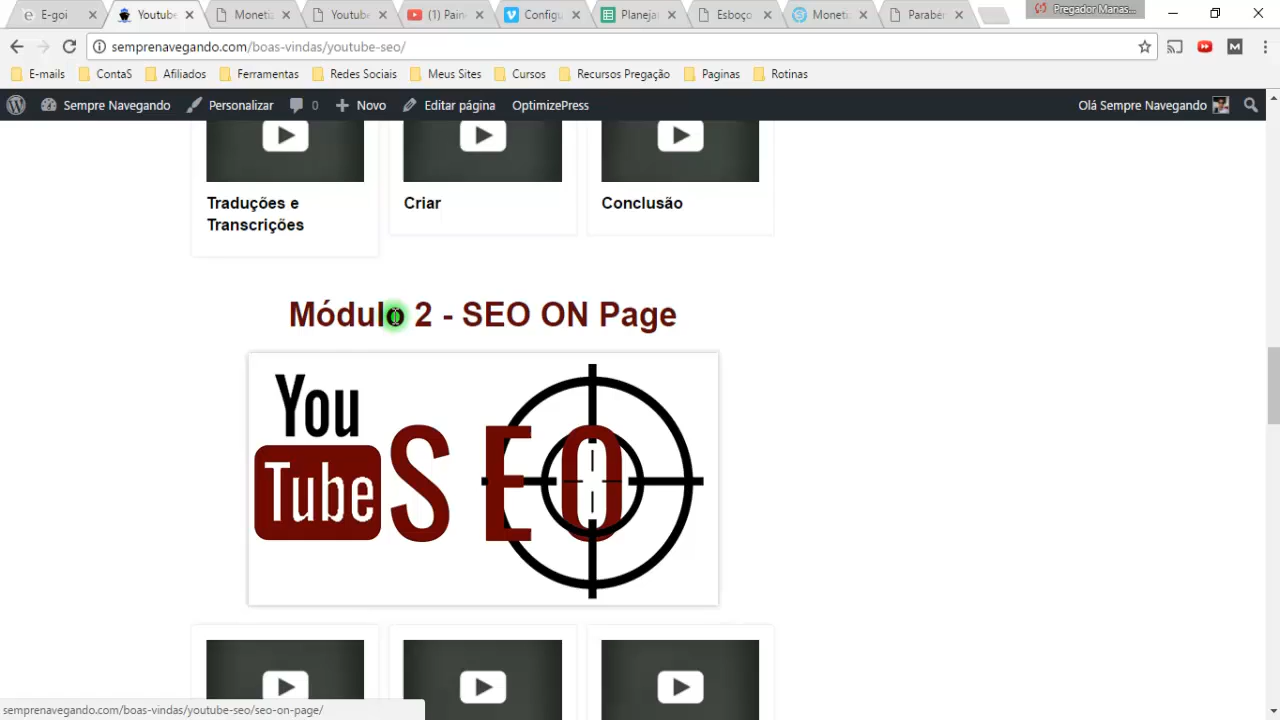 E-goi
Youtube
Monetiz
Youtube
(1) Pain
Configu
Planeja
Esboço
Moneti
Parabé
Pregador Manas...
semprenavegando.com/boas-vindas/youtube-seo/
E-mails
ContaS
Afiliados
Ferramentas
Redes Sociais
Meus Sites
Cursos
Recursos Pregação
Paginas
Rotinas
Sempre Navegando
Personalizar
0
Novo
Editar página
OptimizePress
Olá Sempre Navegando
Traduções e
Transcrições
Criar
Conclusão
Módulo 2 - SEO ON Page
You
Tube SEO
semprenavegando.com/boas-vindas/youtube-seo/seo-on-page/